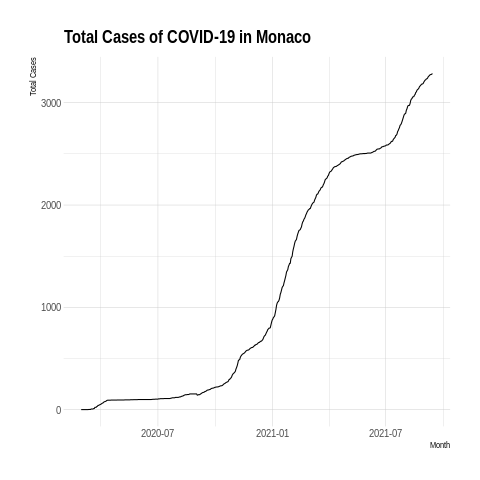 Total Cases of COVID-19 in Monaco
Total Cases
3000
2000
1000
0
2020-07
2021-01
2021-07
Month